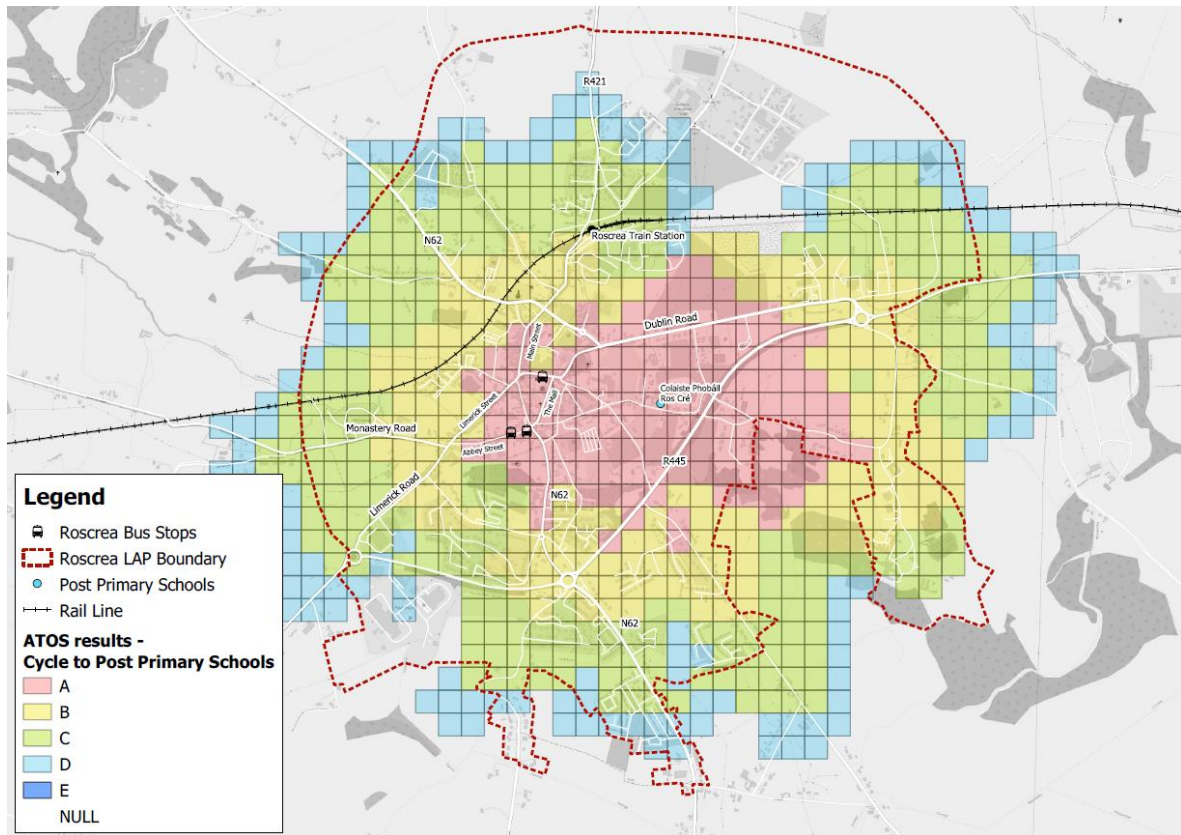 R421
Roscrea Train Station
N62
Dublin Road
Main Street
Colaiste Phobáil
Ros Cré
The Mall
Limerick Street
Monastery Road
Abbey Street
R445
Limerick Road
N62
N62
Legend
Roscrea Bus Stops
Roscrea LAP Boundary
Post Primary Schools
Rail Line
ATOS results -
Cycle to Post Primary Schools
A
B
C
D
E
NULL